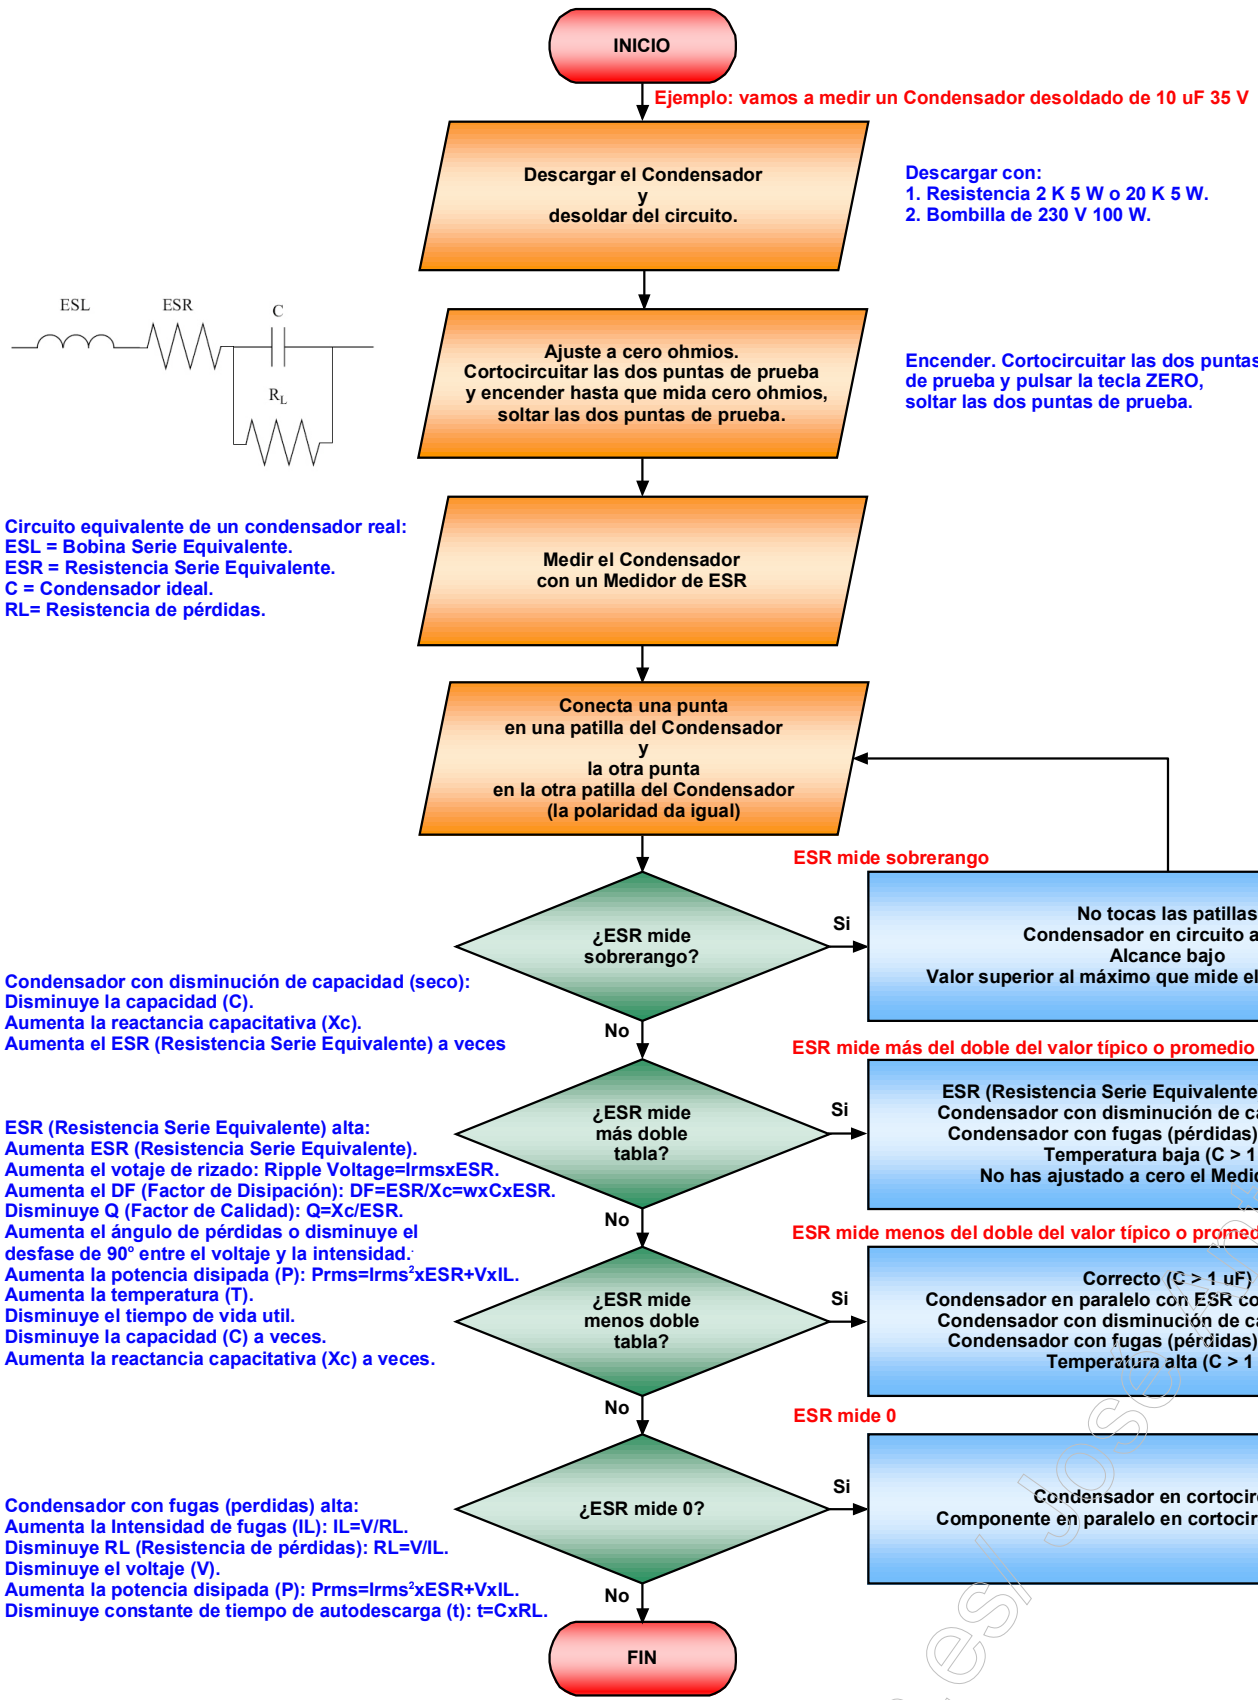 INICIO
Ejemplo: vamos a medir un Condensador desoldado de 10 uF 35 V
Descargar el Condensador
y
desoldar del circuito.
Descargar con:
1. Resistencia 2 K 5 W o 20 K 5 W.
2. Bombilla de 230 V 100 W.
ESL
ESR
C
RL
Ajuste a cero ohmios.
Cortocircuitar las dos puntas de prueba
y encender hasta que mida cero ohmios,
soltar las dos puntas de prueba.
Encender. Cortocircuitar las dos puntas
de prueba y pulsar la tecla ZERO,
soltar las dos puntas de prueba.
Circuito equivalente de un condensador real:
ESL = Bobina Serie Equivalente.
ESR = Resistencia Serie Equivalente.
C = Condensador ideal.
RL= Resistencia de pérdidas.
Medir el Condensador
con un Medidor de ESR
Conecta una punta
en una patilla del Condensador
y
la otra punta
en la otra patilla del Condensador
(la polaridad da igual)
ESR mide sobrerango
¿ESR mide
sobrerango?
Si
No tocas las patillas
Condensador en circuito a
Alcance bajo
Valor superior al máximo que mide el
Condensador con disminución de capacidad (seco):
Disminuye la capacidad (C).
Aumenta la reactancia capacitativa (Xc).
Aumenta el ESR (Resistencia Serie Equivalente) a veces
No
ESR mide más del doble del valor típico o promedio
¿ESR mide
más doble
tabla?
Si
ESR (Resistencia Serie Equivalente
Condensador con disminución de ca
Condensador con fugas (pérdidas)
Temperatura baja (C > 1
No has ajustado a cero el Medid
ESR (Resistencia Serie Equivalente) alta:
Aumenta ESR (Resistencia Serie Equivalente).
Aumenta el votaje de rizado: Ripple Voltage=IrmsxESR.
Aumenta el DF (Factor de Disipación): DF=ESR/Xc=wxCxESR.
Disminuye Q (Factor de Calidad): Q=Xc/ESR.
Aumenta el ángulo de pérdidas o disminuye el
desfase de 90º entre el voltaje y la intensidad.
Aumenta la potencia disipada (P): Prms=Irms²xESR+VxIL.
Aumenta la temperatura (T).
Disminuye el tiempo de vida util.
Disminuye la capacidad (C) a veces.
Aumenta la reactancia capacitativa (Xc) a veces.
No
ESR mide menos del doble del valor típico o promed
¿ESR mide
menos doble
tabla?
Si
Correcto (C > 1 uF)
Condensador en paralelo con ESR co
Condensador con disminución de ca
Condensador con fugas (pérdidas)
Temperatura alta (C > 1
No
ESR mide 0
¿ESR mide 0?
Si
Condensador en cortocir
Componente en paralelo en cortocir
Condensador con fugas (perdidas) alta:
Aumenta la Intensidad de fugas (IL): IL=V/RL.
Disminuye RL (Resistencia de pérdidas): RL=V/IL.
Disminuye el voltaje (V).
Aumenta la potencia disipada (P): Prms=Irms²xESR+VxIL.
Disminuye constante de tiempo de autodescarga (t): t=CxRL.
No
FIN